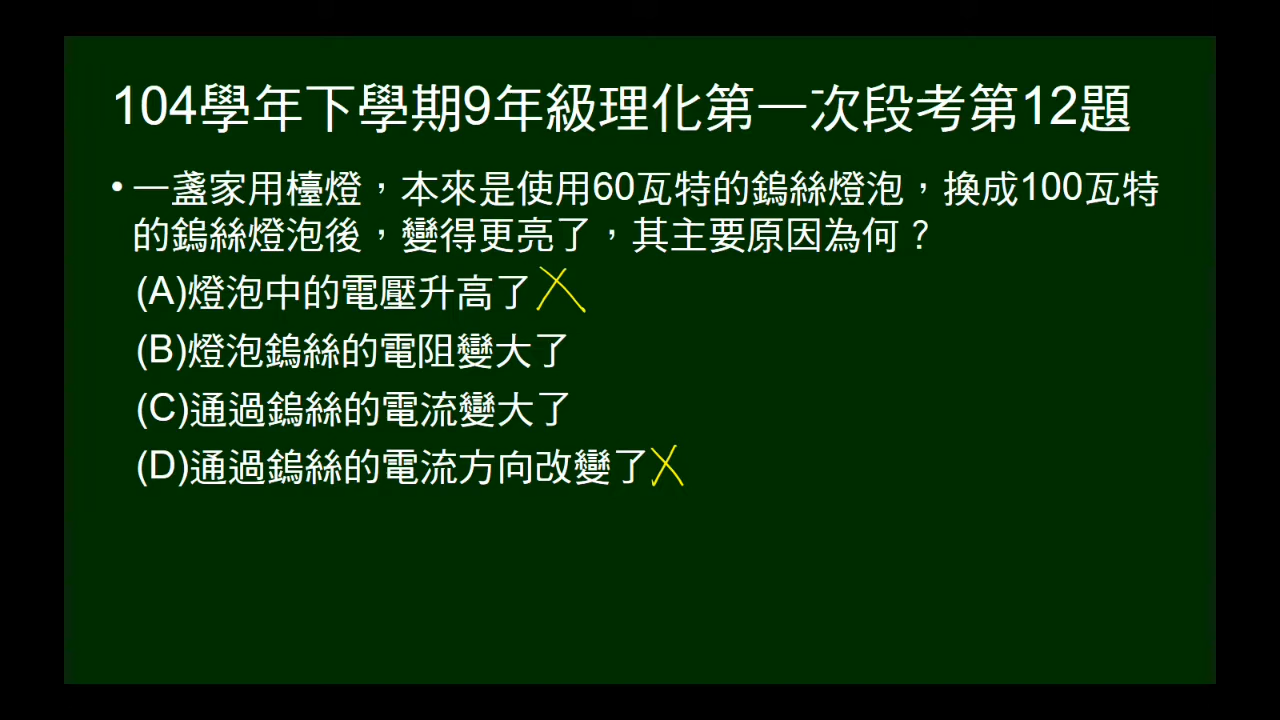 104學年下學期9年級理化第一次段考第12題
• 一盞家用檯燈，本來是使用60瓦特的鎢絲燈泡，換成100瓦特
的鎢絲燈泡後，變得更亮了，其主要原因為何？
(A)燈泡中的電壓升高了
(B)燈泡鎢絲的電阻變大了
(C)通過鎢絲的電流變大了
(D)通過鎢絲的電流方向改變了